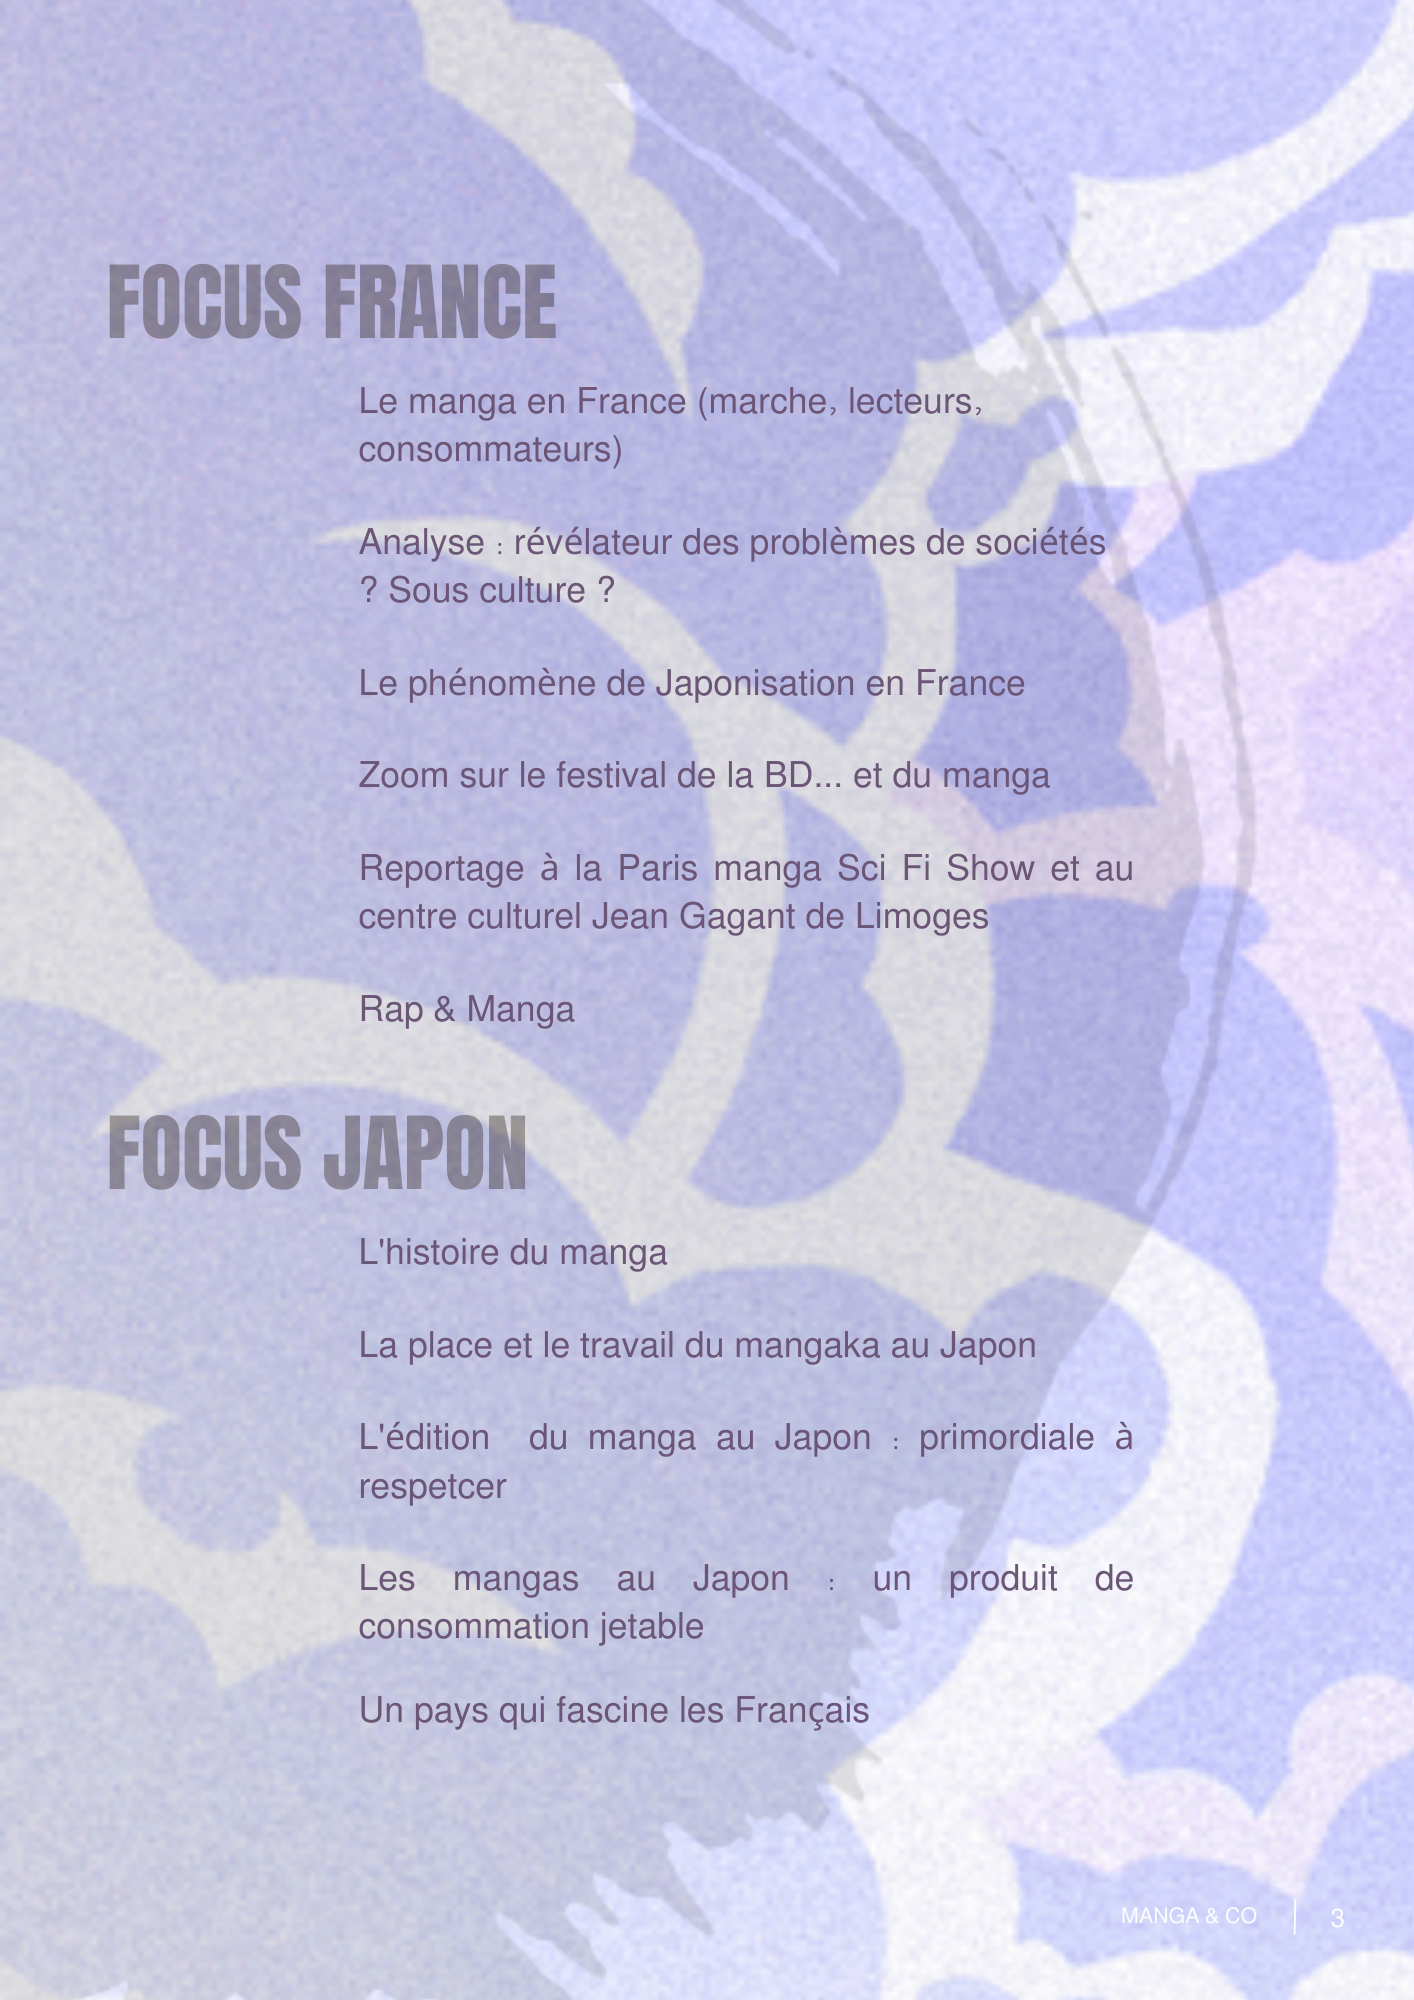 FOCUS FRANCE
Le manga en France (marche, lecteurs,
consommateurs)
Analyse : révélateur des problèmes de sociétés
? Sous culture ?
Le phénomène de Japonisation en France
Zoom sur le festival de la BD... et du manga
Reportage à la Paris manga Sci Fi Show et au
centre culturel Jean Gagant de Limoges
Rap & Manga
FOCUS JAPON
L'histoire du manga
La place et le travail du mangaka au Japon
L'édition du manga au Japon : primordiale à
respetcer
Les mangas au Japon : un produit de
consommation jetable
Un pays qui fascine les Français
MANGA & CO | 3